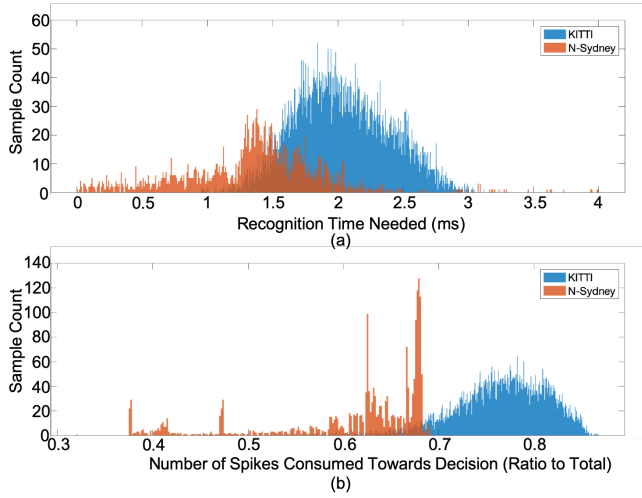 60
50
40
30
20
10
0
Sample Count
KITTI
N-Sydney
0 0.5 1 1.5 2 2.5 3 3.5 4
Recognition Time Needed (ms)
(a)
140
120
100
80
60
40
20
0
Sample Count
KITTI
N-Sydney
0.3 0.4 0.5 0.6 0.7 0.8
Number of Spikes Consumed Towards Decision (Ratio to Total)
(b)